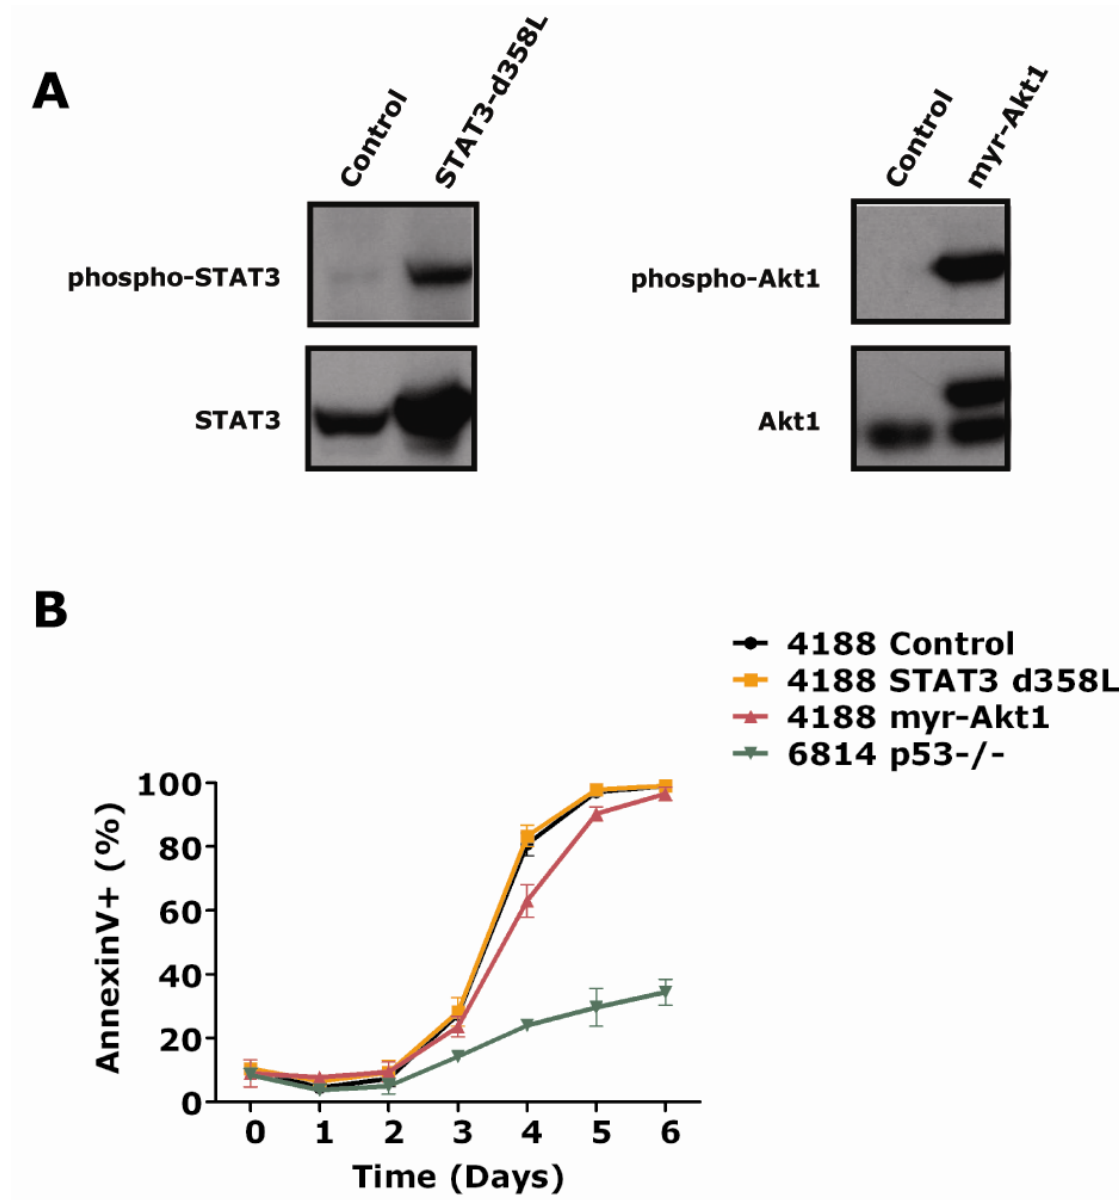 A
Control
STAT3-d358L
Control
myr-Akt1
phospho-STAT3
phospho-Akt1
STAT3
Akt1
B
4188 Control
4188 STAT3 d358L
4188 myr-Akt1
6814 p53-/-
AnnexinV+ (%)
100
80
60
40
20
0
0 1 2 3 4 5 6
Time (Days)